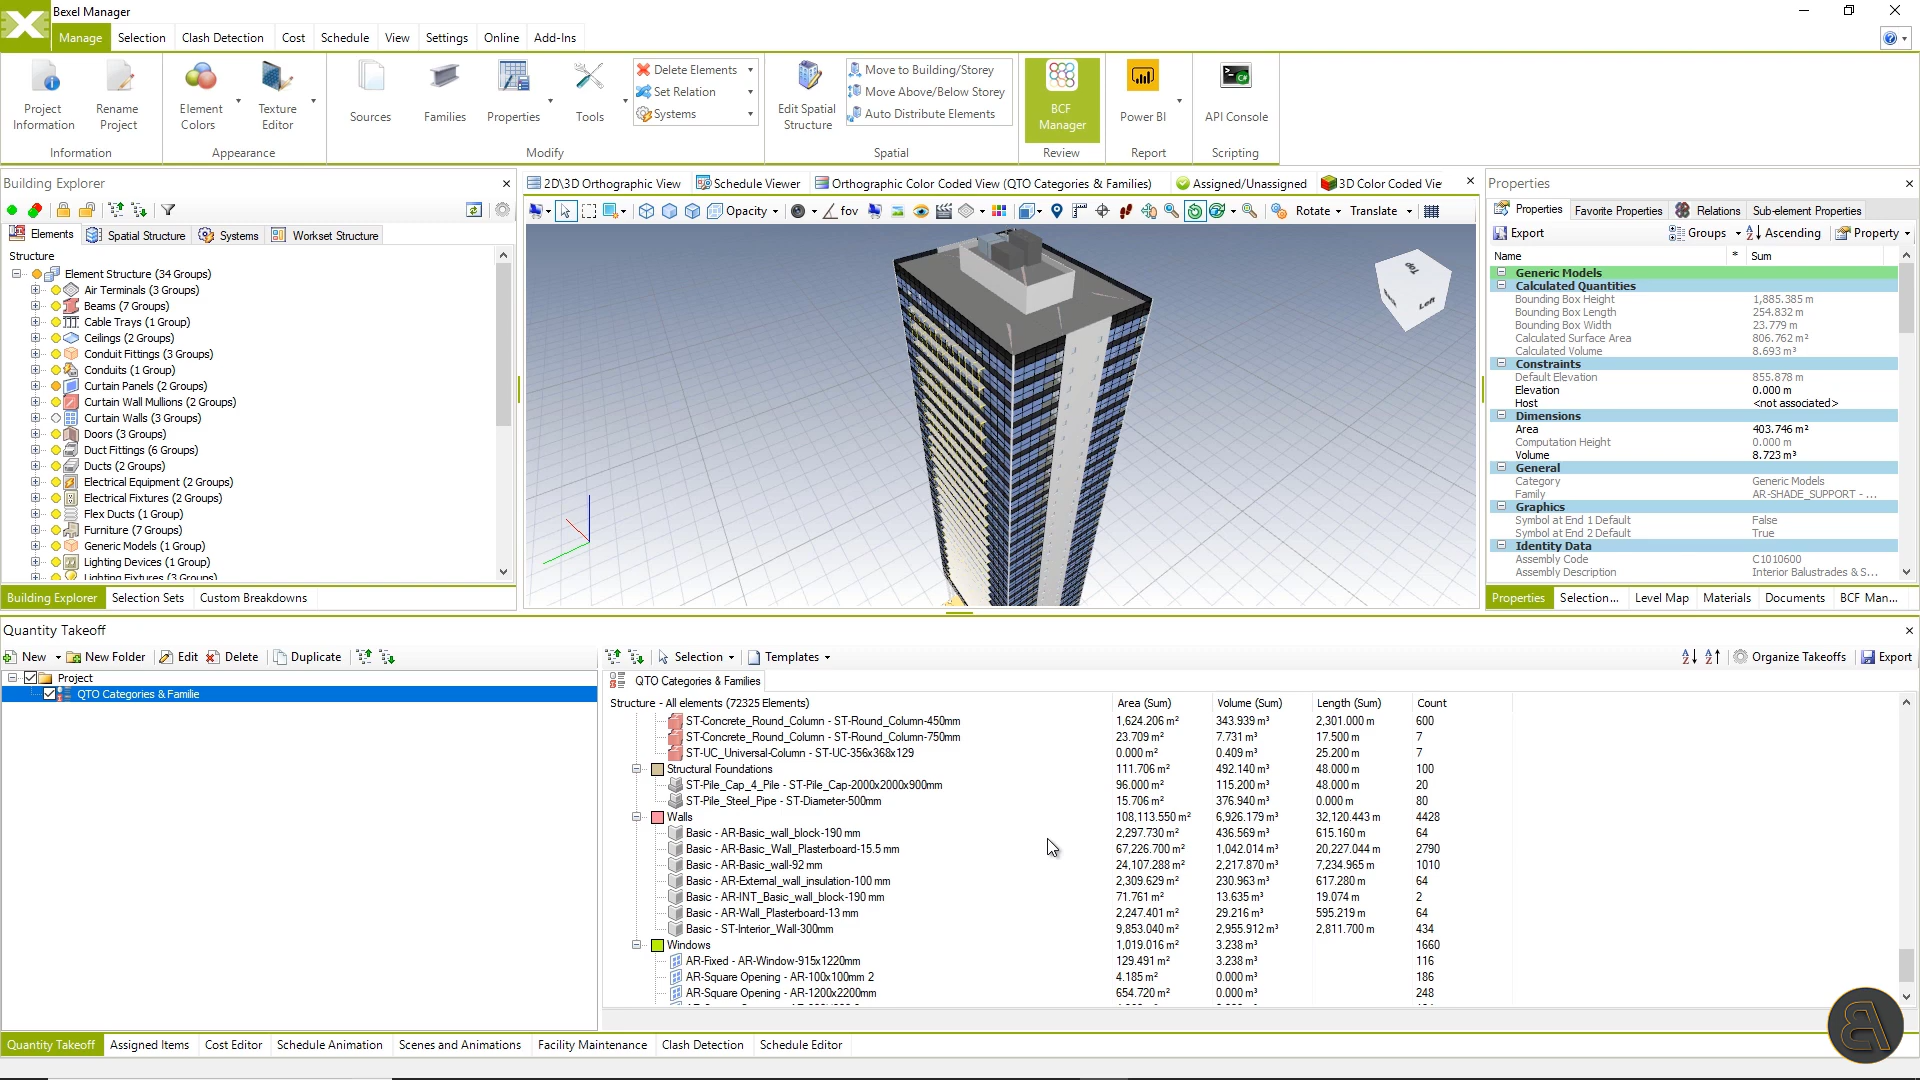 Bexel Manager
Manage Selection Clash Detection Cost Schedule View Settings Online Add-Ins
Project Information
Rename Project
Information
Element Colors
Texture Editor
Appearance
Sources
Families
Properties
Tools
Delete Elements
Set Relation
Systems
Modify
Edit Spatial Structure
Move to Building/Storey
Move Above/Below Storey
Auto Distribute Elements
Spatial
BCF Manager
Review
Power BI
Report
API Console
Scripting
Building Explorer
Elements Spatial Structure Systems Workset Structure
Structure
Element Structure (34 Groups)
Air Terminals (3 Groups)
Beams (7 Groups)
Cable Trays (1 Group)
Ceilings (2 Groups)
Conduit Fittings (3 Groups)
Conduits (1 Group)
Curtain Panels (2 Groups)
Curtain Wall Mullions (2 Groups)
Curtain Walls (3 Groups)
Doors (3 Groups)
Duct Fittings (6 Groups)
Ducts (2 Groups)
Electrical Equipment (2 Groups)
Electrical Fixtures (2 Groups)
Flex Ducts (1 Group)
Furniture (7 Groups)
Generic Models (1 Group)
Lighting Devices (1 Group)
Lighting Fixtures (3 Groups)
Building Explorer Selection Sets Custom Breakdowns
2D\3D Orthographic View Schedule Viewer Orthographic Color Coded View (QTO Categories & Families) Assigned/Unassigned 3D Color Coded Vie
Opacity fov Rotate Translate
Top
Back
Left
Properties
Properties Favorite Properties Relations Sub-element Properties
Export Groups Ascending Property
Name * Sum
Generic Models
Calculated Quantities
Bounding Box Height 1,885.385 m
Bounding Box Length 254.832 m
Bounding Box Width 23.779 m
Calculated Surface Area 806.762 m²
Calculated Volume 8.693 m³
Constraints
Default Elevation 855.878 m
Elevation 0.000 m
Host <not associated>
Dimensions
Area 403.746 m²
Computation Height 0.000 m
Volume 8.723 m³
General
Category Generic Models
Family AR-SHADE_SUPPORT - ...
Graphics
Symbol at End 1 Default False
Symbol at End 2 Default True
Identity Data
Assembly Code C1010600
Assembly Description Interior Balustrades & S...
Properties Selection... Level Map Materials Documents BCF Man...
Quantity Takeoff
New New Folder Edit Delete Duplicate
Project
QTO Categories & Familie
Selection Templates Organize Takeoffs Export
QTO Categories & Families
Structure - All elements (72325 Elements) Area (Sum) Volume (Sum) Length (Sum) Count
ST-Concrete_Round_Column - ST-Round_Column-450mm 1,624.206 m² 343.939 m³ 2,301.000 m 600
ST-Concrete_Round_Column - ST-Round_Column-750mm 23.709 m² 7.731 m³ 17.500 m 7
ST-UC_Universal-Column - ST-UC-356x368x129 0.000 m² 0.409 m³ 25.200 m 7
Structural Foundations 111.706 m² 492.140 m³ 48.000 m 100
ST-Pile_Cap_4_Pile - ST-Pile_Cap-2000x2000x900mm 96.000 m² 115.200 m³ 48.000 m 20
ST-Pile_Steel_Pipe - ST-Diameter-500mm 15.706 m² 376.940 m³ 0.000 m 80
Walls 108,113.550 m² 6,926.179 m³ 32,120.443 m 4428
Basic - AR-Basic_wall_block-190 mm 2,297.730 m² 436.569 m³ 615.160 m 64
Basic - AR-Basic_Wall_Plasterboard-15.5 mm 67,226.700 m² 1,042.014 m³ 20,227.044 m 2790
Basic - AR-Basic_wall-92 mm 24,107.288 m² 2,217.870 m³ 7,234.965 m 1010
Basic - AR-External_wall_insulation-100 mm 2,309.629 m² 230.963 m³ 617.280 m 64
Basic - AR-INT_Basic_wall_block-190 mm 71.761 m² 13.635 m³ 19.074 m 2
Basic - AR-Wall_Plasterboard-13 mm 2,247.401 m² 29.216 m³ 595.219 m 64
Basic - ST-Interior_Wall-300mm 9,853.040 m² 2,955.912 m³ 2,811.700 m 434
Windows 1,019.016 m² 3.238 m³ 1660
AR-Fixed - AR-Window-915x1220mm 129.491 m² 3.238 m³ 116
AR-Square Opening - AR-100x100mm 2 4.185 m² 0.000 m³ 186
AR-Square Opening - AR-1200x2200mm 654.720 m² 0.000 m³ 248
Quantity Takeoff Assigned Items Cost Editor Schedule Animation Scenes and Animations Facility Maintenance Clash Detection Schedule Editor